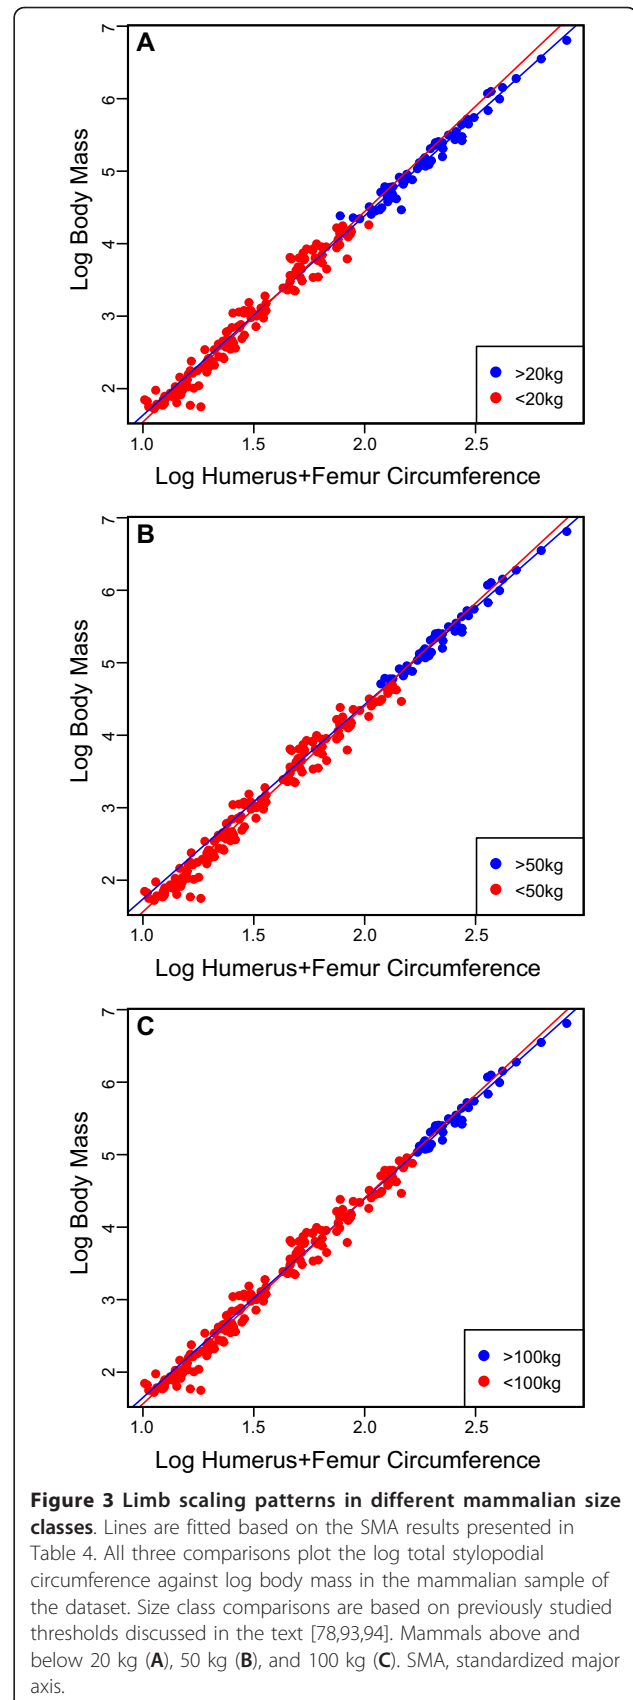 A
7
6
5
4
3
2
Log Body Mass
1.0 1.5 2.0 2.5
Log Humerus+Femur Circumference
>20kg
<20kg
B
7
6
5
4
3
2
Log Body Mass
1.0 1.5 2.0 2.5
Log Humerus+Femur Circumference
>50kg
<50kg
C
7
6
5
4
3
2
Log Body Mass
1.0 1.5 2.0 2.5
Log Humerus+Femur Circumference
>100kg
<100kg
Figure 3 Limb scaling patterns in different mammalian size
classes. Lines are fitted based on the SMA results presented in
Table 4. All three comparisons plot the log total stylopodial
circumference against log body mass in the mammalian sample of
the dataset. Size class comparisons are based on previously studied
thresholds discussed in the text [78,93,94]. Mammals above and
below 20 kg (A), 50 kg (B), and 100 kg (C). SMA, standardized major
axis.